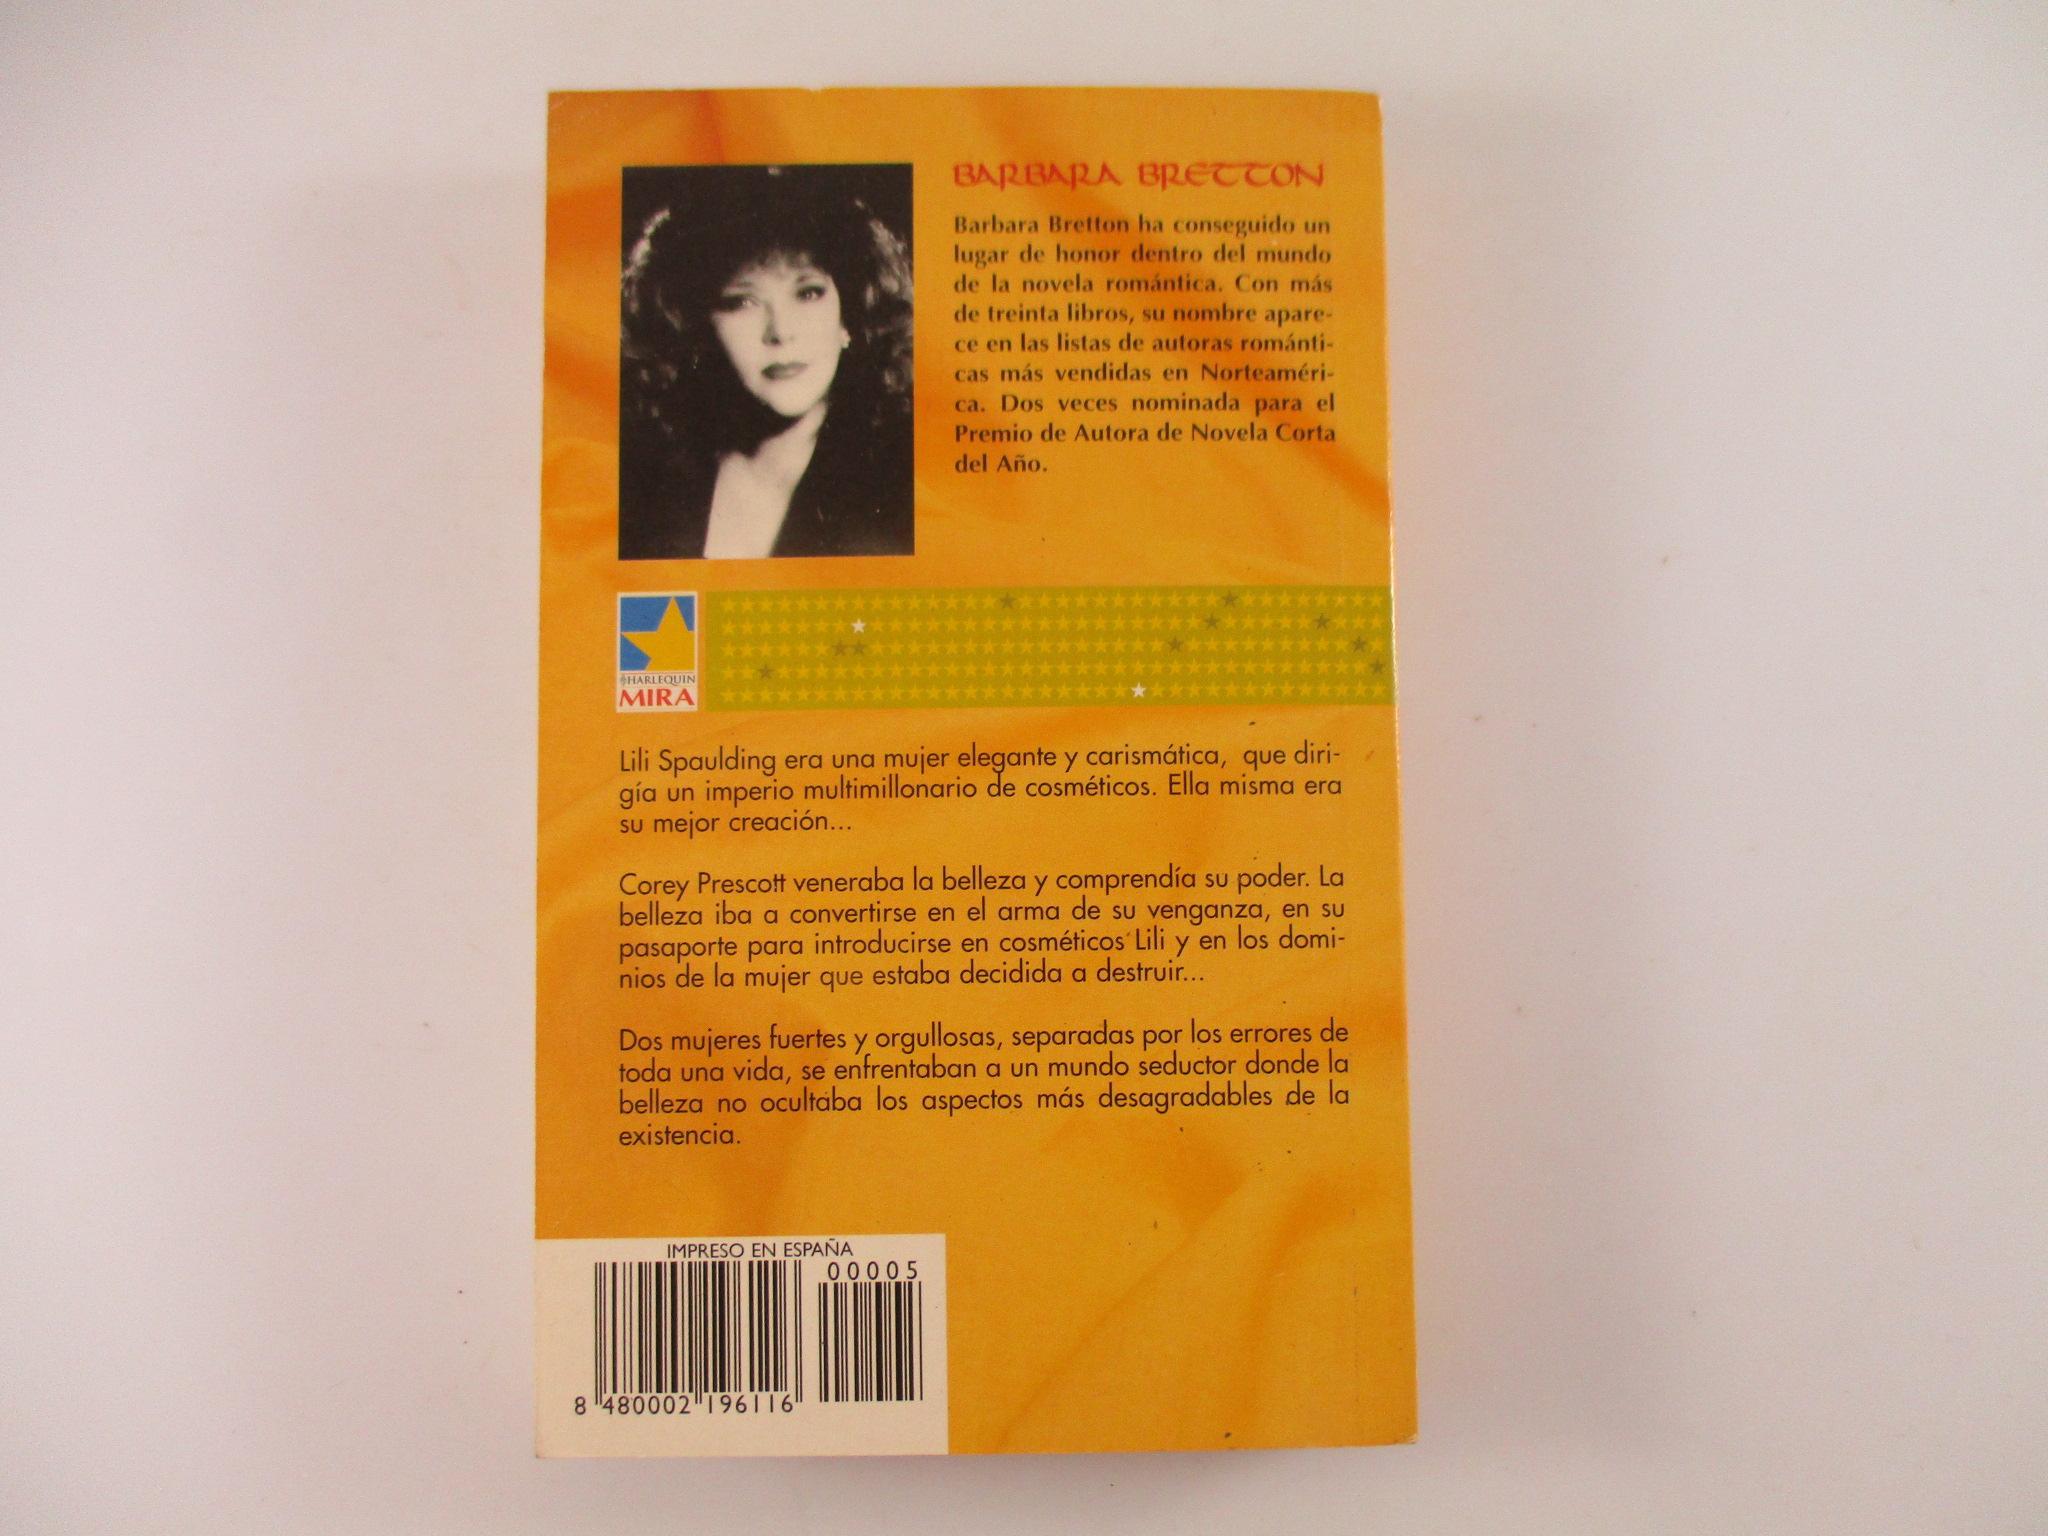 BARBARA BRETTON
Barbara Bretton ha conseguido un
lugar de honor dentro del mundo
de la novela romántica. Con más
de treinta libros, su nombre apare-
ce en las listas de autoras románti-
cas más vendidas en Norteaméri-
ca. Dos veces nominada para el
Premio de Autora de Novela Corta
del Año.
HARLEQUIN
MIRA
Lili Spaulding era una mujer elegante y carismática, que diri-
gía un imperio multimillonario de cosméticos. Ella misma era
su mejor creación...
Corey Prescott veneraba la belleza y comprendía su poder. La
belleza iba a convertirse en el arma de su venganza, en su
pasaporte para introducirse en cosméticos Lili y en los domi-
nios de la mujer que estaba decidida a destruir...
Dos mujeres fuertes y orgullosas, separadas por los errores de
toda una vida, se enfrentaban a un mundo seductor donde la
belleza no ocultaba los aspectos más desagradables de la
existencia.
IMPRESO EN ESPAÑA
00005
8 480002 196116